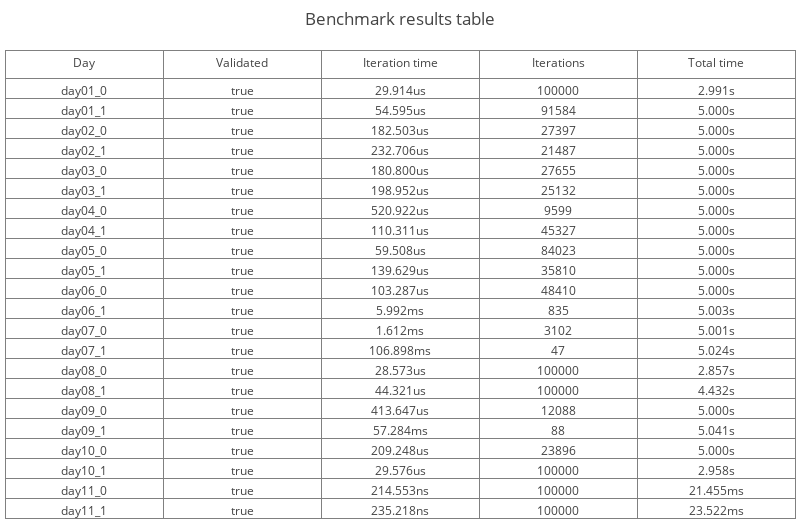 Benchmark results table
Day Validated Iteration time Iterations Total time
day01_0 true 29.914us 100000 2.991s
day01_1 true 54.595us 91584 5.000s
day02_0 true 182.503us 27397 5.000s
day02_1 true 232.706us 21487 5.000s
day03_0 true 180.800us 27655 5.000s
day03_1 true 198.952us 25132 5.000s
day04_0 true 520.922us 9599 5.000s
day04_1 true 110.311us 45327 5.000s
day05_0 true 59.508us 84023 5.000s
day05_1 true 139.629us 35810 5.000s
day06_0 true 103.287us 48410 5.000s
day06_1 true 5.992ms 835 5.003s
day07_0 true 1.612ms 3102 5.001s
day07_1 true 106.898ms 47 5.024s
day08_0 true 28.573us 100000 2.857s
day08_1 true 44.321us 100000 4.432s
day09_0 true 413.647us 12088 5.000s
day09_1 true 57.284ms 88 5.041s
day10_0 true 209.248us 23896 5.000s
day10_1 true 29.576us 100000 2.958s
day11_0 true 214.553ns 100000 21.455ms
day11_1 true 235.218ns 100000 23.522ms